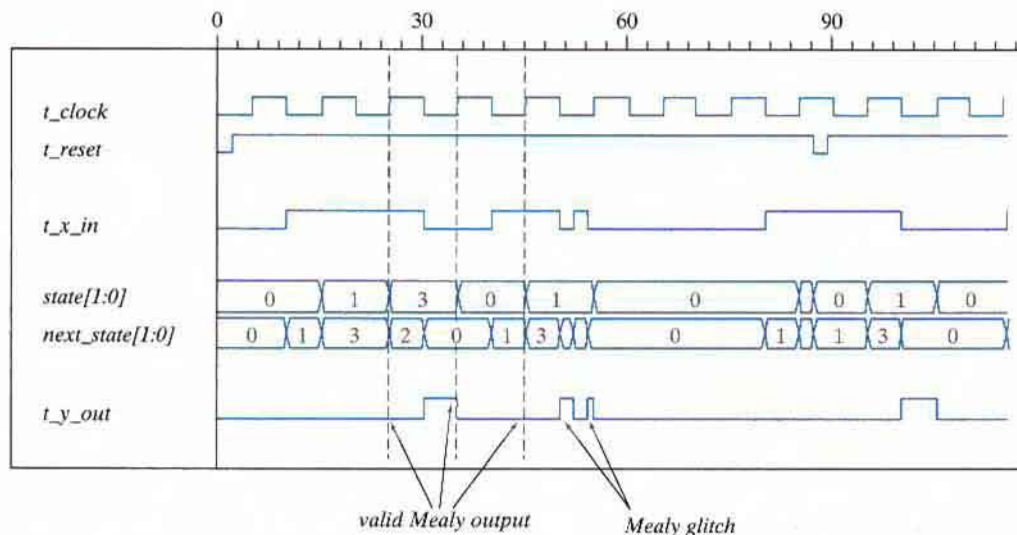 0 30 60 90
t_clock
t_reset
t_x_in
state[1:0] 0 1 3 0 1 0 0 1 0
next_state[1:0] 0 1 3 2 0 1 3 0 1 1 3 0
t_y_out
valid Mealy output Mealy glitch